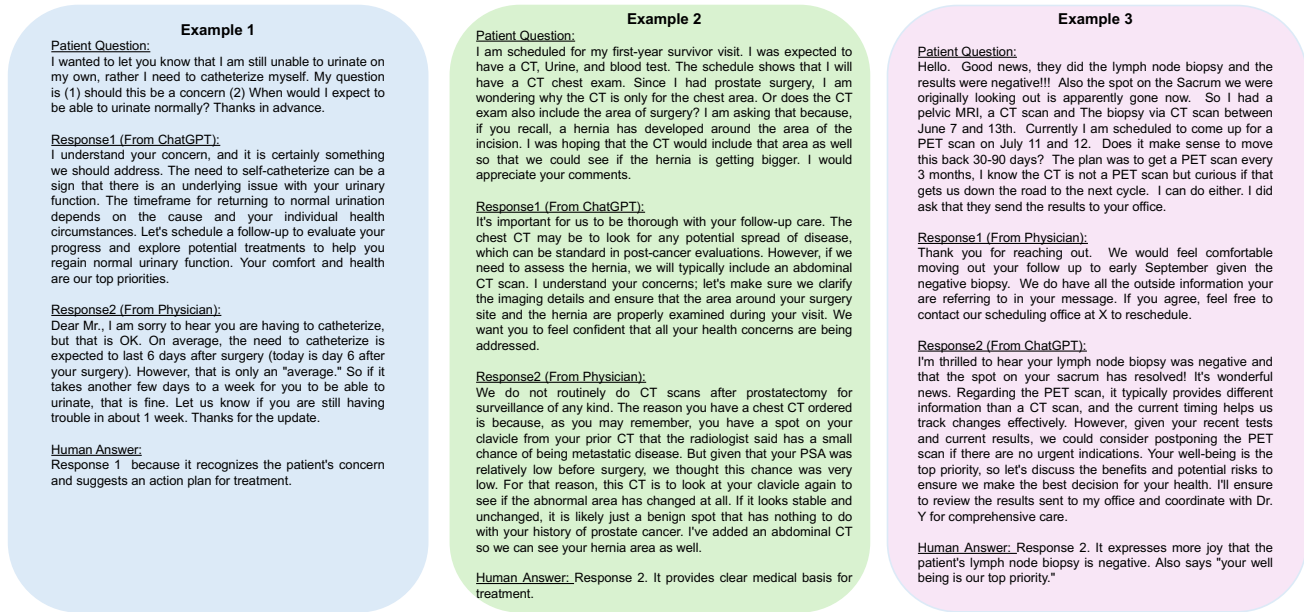 Example 1
Patient Question:
I wanted to let you know that I am still unable to urinate on
my own, rather I need to catheterize myself. My question
is (1) should this be a concern (2) When would I expect to
be able to urinate normally? Thanks in advance.
Response1 (From ChatGPT):
I understand your concern, and it is certainly something
we should address. The need to self-catheterize can be a
sign that there is an underlying issue with your urinary
function. The timeframe for returning to normal urination
depends on the cause and your individual health
circumstances. Let's schedule a follow-up to evaluate your
progress and explore potential treatments to help you
regain normal urinary function. Your comfort and health
are our top priorities.
Response2 (From Physician):
Dear Mr., I am sorry to hear you are having to catheterize,
but that is OK. On average, the need to catheterize is
expected to last 6 days after surgery (today is day 6 after
your surgery). However, that is only an "average." So if it
takes another few days to a week for you to be able to
urinate, that is fine. Let us know if you are still having
trouble in about 1 week. Thanks for the update.
Human Answer:
Response 1 because it recognizes the patient's concern
and suggests an action plan for treatment.
Example 2
Patient Question:
I am scheduled for my first-year survivor visit. I was expected to
have a CT, Urine, and blood test. The schedule shows that I will
have a CT chest exam. Since I had prostate surgery, I am
wondering why the CT is only for the chest area. Or does the CT
exam also include the area of surgery? I am asking that because,
if you recall, a hernia has developed around the area of the
incision. I was hoping that the CT would include that area as well
so that we could see if the hernia is getting bigger. I would
appreciate your comments.
Response1 (From ChatGPT):
It's important for us to be thorough with your follow-up care. The
chest CT may be to look for any potential spread of disease,
which can be standard in post-cancer evaluations. However, if we
need to assess the hernia, we will typically include an abdominal
CT scan. I understand your concerns; let's make sure we clarify
the imaging details and ensure that the area around your surgery
site and the hernia are properly examined during your visit. We
want you to feel confident that all your health concerns are being
addressed.
Response2 (From Physician):
We do not routinely do CT scans after prostatectomy for
surveillance of any kind. The reason you have a chest CT ordered
is because, as you may remember, you have a spot on your
clavicle from your prior CT that the radiologist said has a small
chance of being metastatic disease. But given that your PSA was
relatively low before surgery, we thought this chance was very
low. For that reason, this CT is to look at your clavicle again to
see if the abnormal area has changed at all. If it looks stable and
unchanged, it is likely just a benign spot that has nothing to do
with your history of prostate cancer. I've added an abdominal CT
so we can see your hernia area as well.
Human Answer: Response 2. It provides clear medical basis for
treatment.
Example 3
Patient Question:
Hello. Good news, they did the lymph node biopsy and the
results were negative!!! Also the spot on the Sacrum we were
originally looking out is apparently gone now. So I had a
pelvic MRI, a CT scan and The biopsy via CT scan between
June 7 and 13th. Currently I am scheduled to come up for a
PET scan on July 11 and 12. Does it make sense to move
this back 30-90 days? The plan was to get a PET scan every
3 months, I know the CT is not a PET scan but curious if that
gets us down the road to the next cycle. I can do either. I did
ask that they send the results to your office.
Response1 (From Physician):
Thank you for reaching out. We would feel comfortable
moving out your follow up to early September given the
negative biopsy. We do have all the outside information your
are referring to in your message. If you agree, feel free to
contact our scheduling office at X to reschedule.
Response2 (From ChatGPT):
I'm thrilled to hear your lymph node biopsy was negative and
that the spot on your sacrum has resolved! It's wonderful
news. Regarding the PET scan, it typically provides different
information than a CT scan, and the current timing helps us
track changes effectively. However, given your recent tests
and current results, we could consider postponing the PET
scan if there are no urgent indications. Your well-being is the
top priority, so let's discuss the benefits and potential risks to
ensure we make the best decision for your health. I'll ensure
to review the results sent to my office and coordinate with Dr.
Y for comprehensive care.
Human Answer: Response 2. It expresses more joy that the
patient's lymph node biopsy is negative. Also says "your well
being is our top priority."